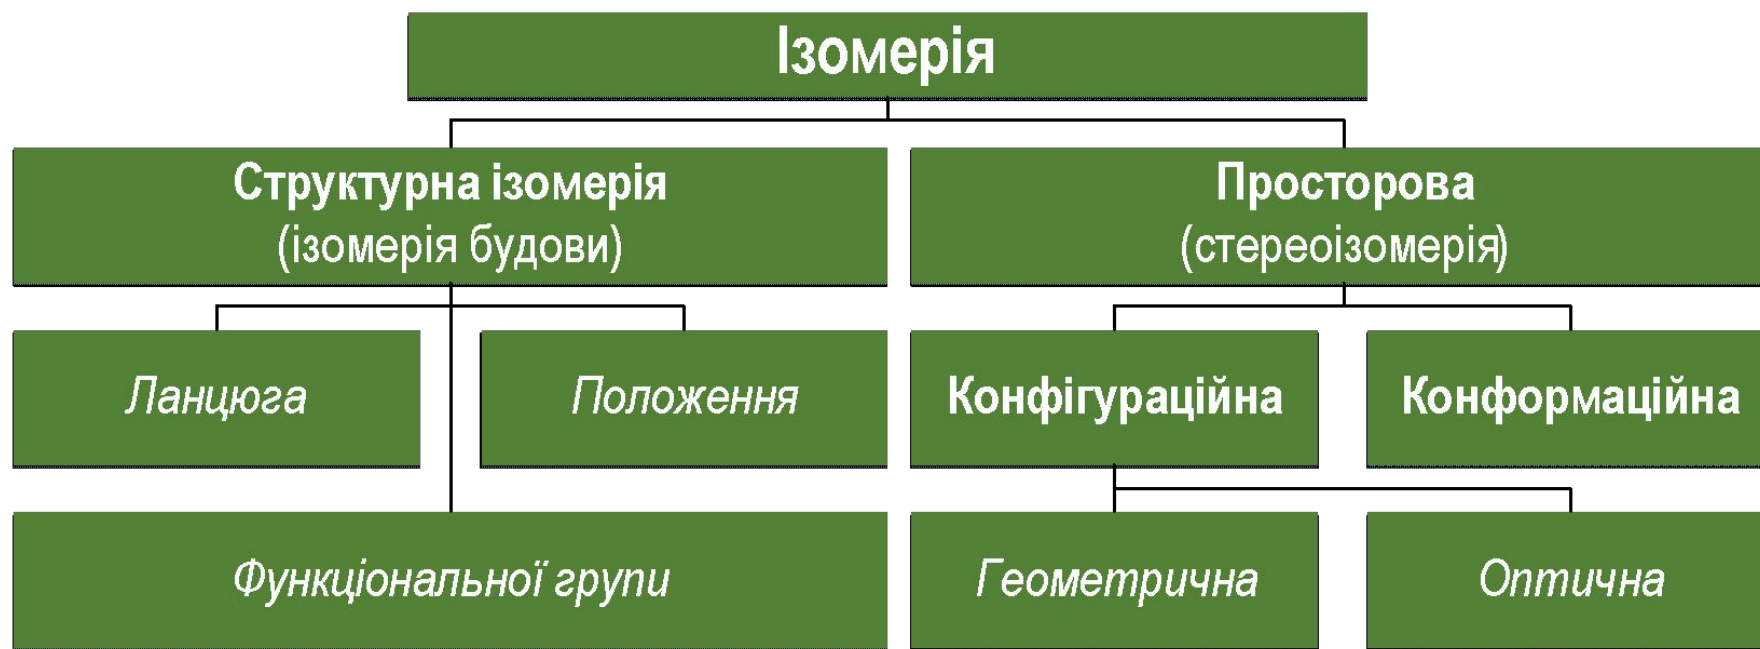 Ізомерія
Структурна ізомерія
(ізомерія будови)
Просторова
(стереоізомерія)
Ланцюга
Положення
Конфігураційна
Конформаційна
Функціональної групи
Геометрична
Оптична